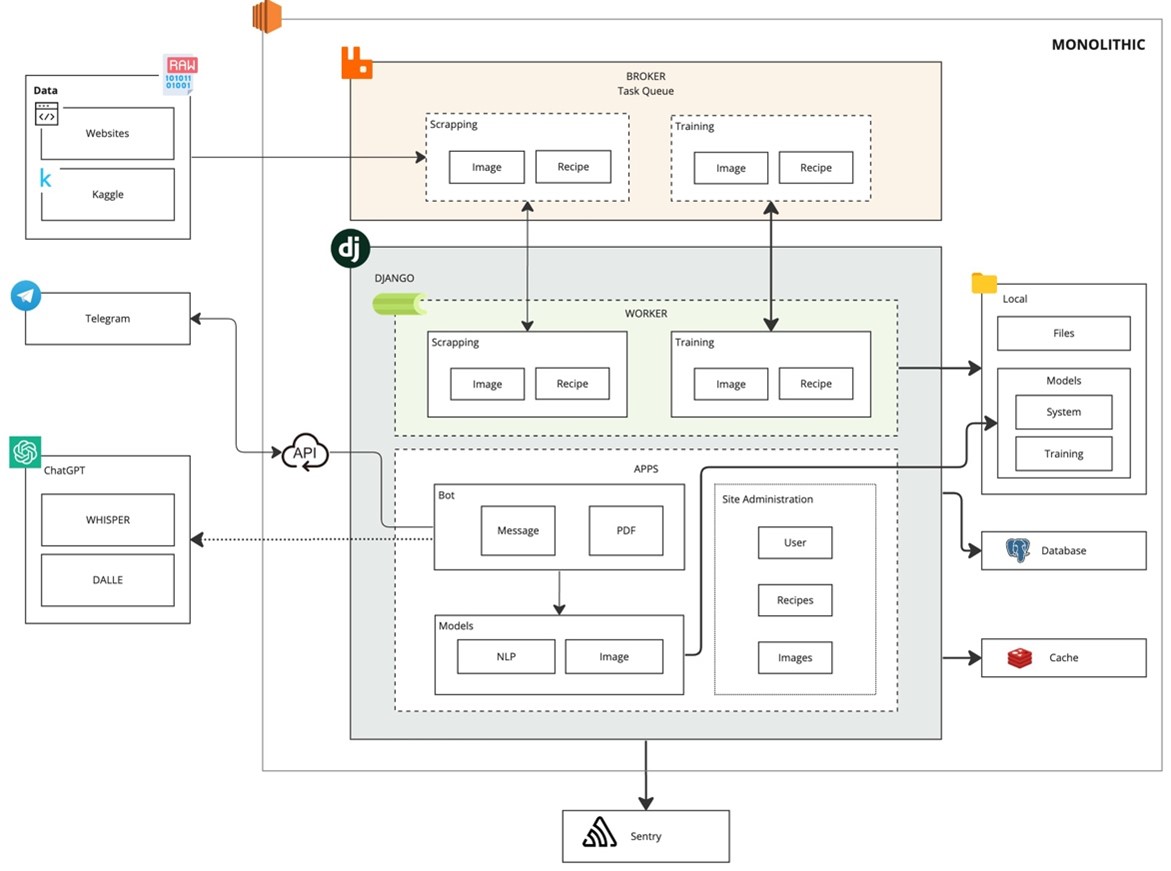 MONOLITHIC
RAW
101011
01001
Data
Websites
k
Kaggle
BROKER
Task Queue
Scrapping
Image
Recipe
Training
Image
Recipe
dj
DJANGO
WORKER
Scrapping
Image
Recipe
Training
Image
Recipe
Telegram
API
ChatGPT
WHISPER
DALLE
APPS
Bot
Message
PDF
Models
NLP
Image
Site Administration
User
Recipes
Images
Local
Files
Models
System
Training
Database
Cache
Sentry